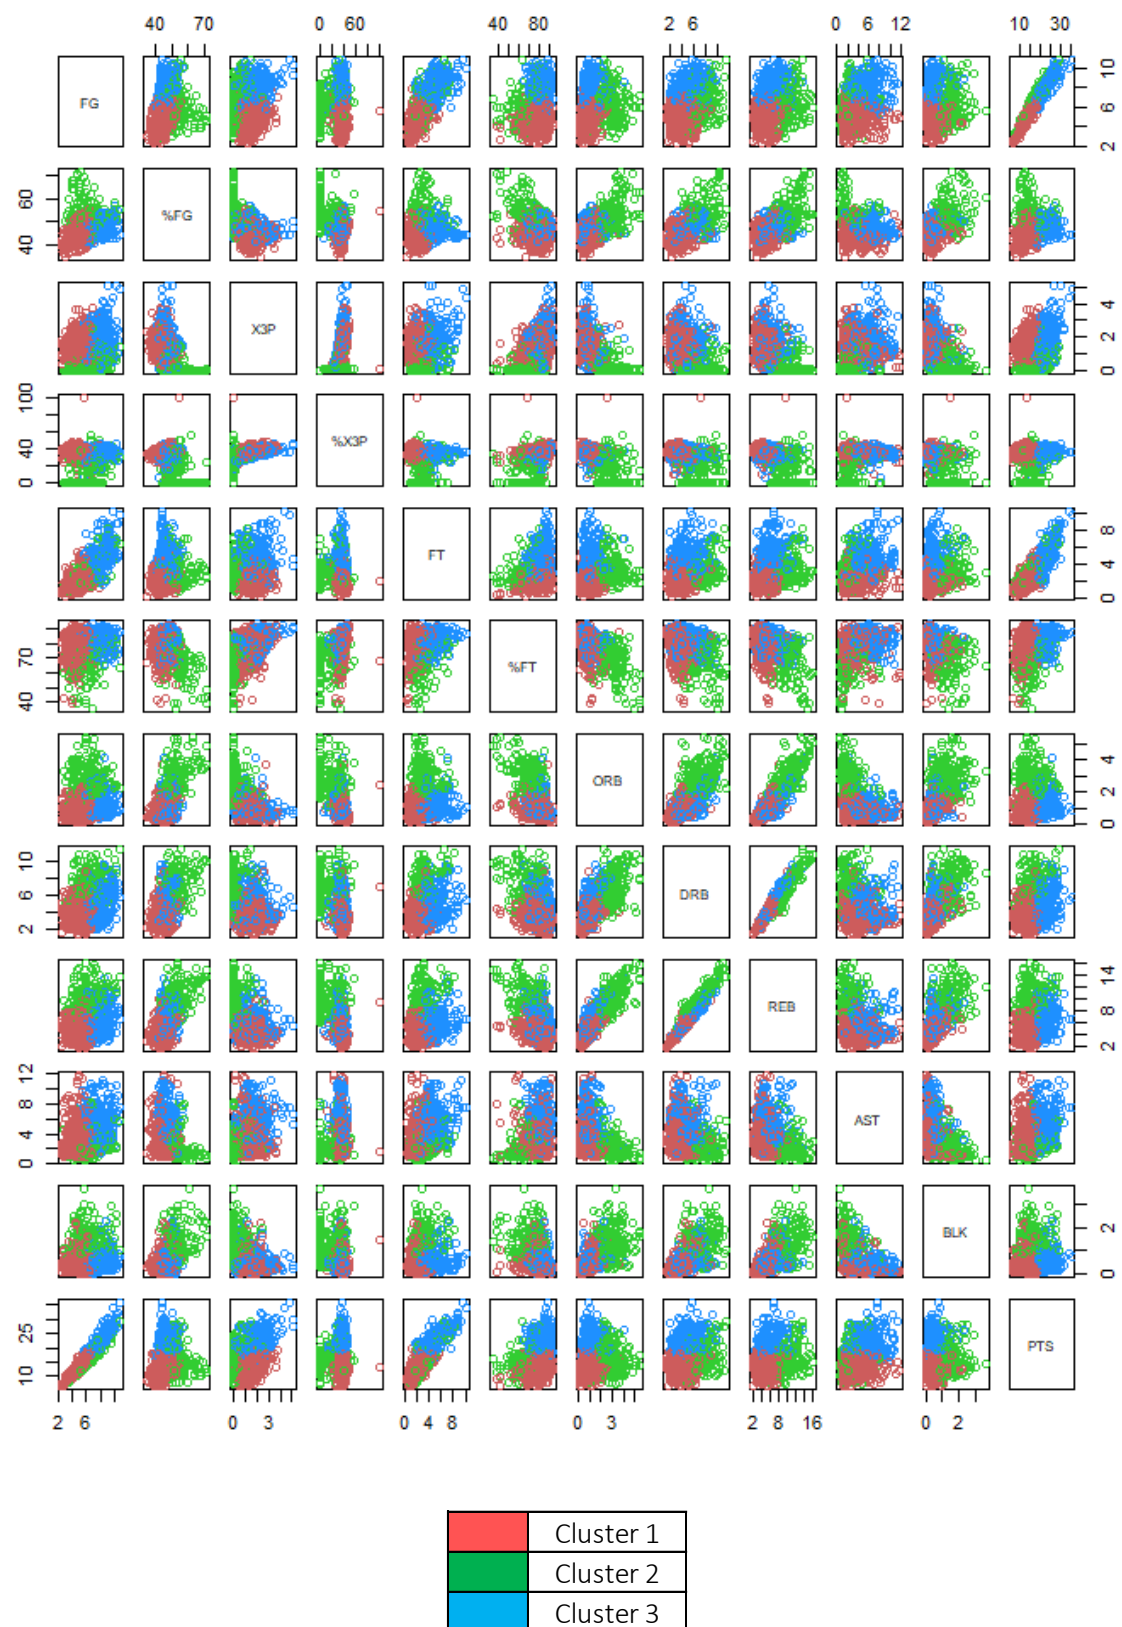 40 70 0 60 40 80 2 6 0 6 12 10 30
FG
2 6 10
%FG
40 60
X3P
0 2 4
%X3P
0 40 100
FT
0 4 8
%FT
40 70
ORB
0 2 4
DRB
2 6 10
REB
2 8 14
AST
0 4 8 12
BLK
0 2
PTS
10 25
2 6 0 3 0 4 8 0 3 2 8 16 0 2
Cluster 1
Cluster 2
Cluster 3